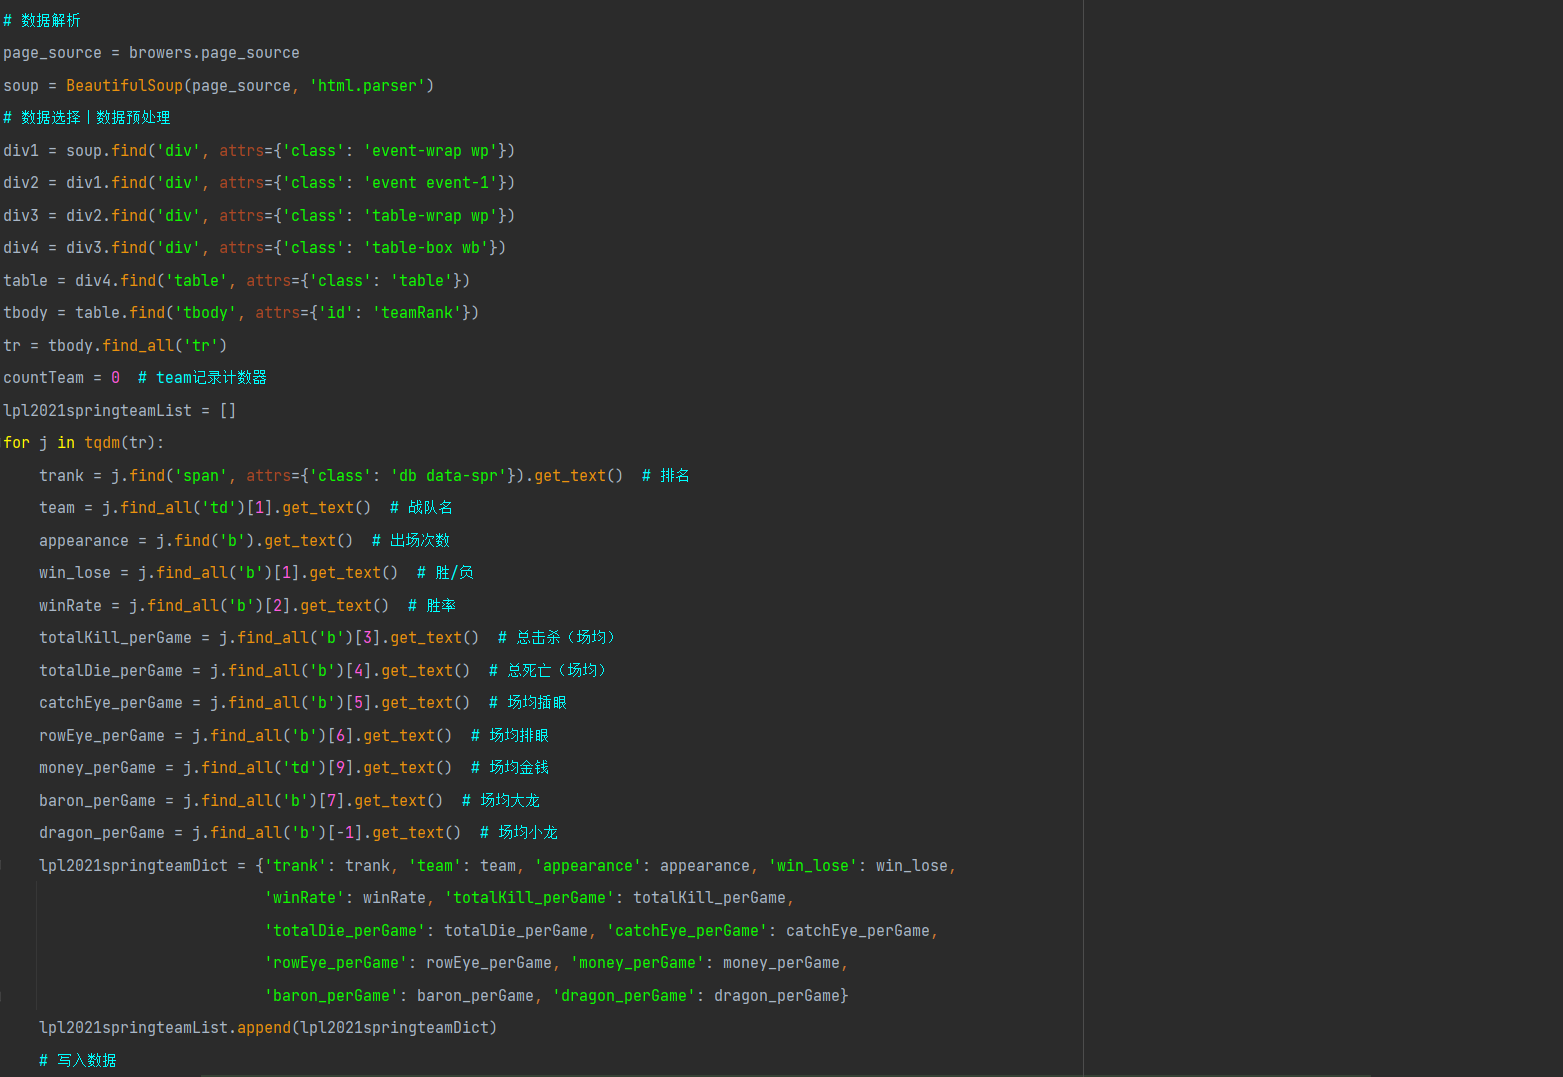 # 数据解析
page_source = browers.page_source
soup = BeautifulSoup(page_source, 'html.parser')
# 数据选择丨数据预处理
div1 = soup.find('div', attrs={'class': 'event-wrap wp'})
div2 = div1.find('div', attrs={'class': 'event event-1'})
div3 = div2.find('div', attrs={'class': 'table-wrap wp'})
div4 = div3.find('div', attrs={'class': 'table-box wb'})
table = div4.find('table', attrs={'class': 'table'})
tbody = table.find('tbody', attrs={'id': 'teamRank'})
tr = tbody.find_all('tr')
countTeam = 0  # team记录计数器
lpl2021springteamList = []
for j in tqdm(tr):
    trank = j.find('span', attrs={'class': 'db data-spr'}).get_text()  # 排名
    team = j.find_all('td')[1].get_text()  # 战队名
    appearance = j.find('b').get_text()  # 出场次数
    win_lose = j.find_all('b')[1].get_text()  # 胜/负
    winRate = j.find_all('b')[2].get_text()  # 胜率
    totalKill_perGame = j.find_all('b')[3].get_text()  # 总击杀（场均）
    totalDie_perGame = j.find_all('b')[4].get_text()  # 总死亡（场均）
    catchEye_perGame = j.find_all('b')[5].get_text()  # 场均插眼
    rowEye_perGame = j.find_all('b')[6].get_text()  # 场均排眼
    money_perGame = j.find_all('td')[9].get_text()  # 场均金钱
    baron_perGame = j.find_all('b')[7].get_text()  # 场均大龙
    dragon_perGame = j.find_all('b')[-1].get_text()  # 场均小龙
    lpl2021springteamDict = {'trank': trank, 'team': team, 'appearance': appearance, 'win_lose': win_lose,
                             'winRate': winRate, 'totalKill_perGame': totalKill_perGame,
                             'totalDie_perGame': totalDie_perGame, 'catchEye_perGame': catchEye_perGame,
                             'rowEye_perGame': rowEye_perGame, 'money_perGame': money_perGame,
                             'baron_perGame': baron_perGame, 'dragon_perGame': dragon_perGame}
    lpl2021springteamList.append(lpl2021springteamDict)
    # 写入数据